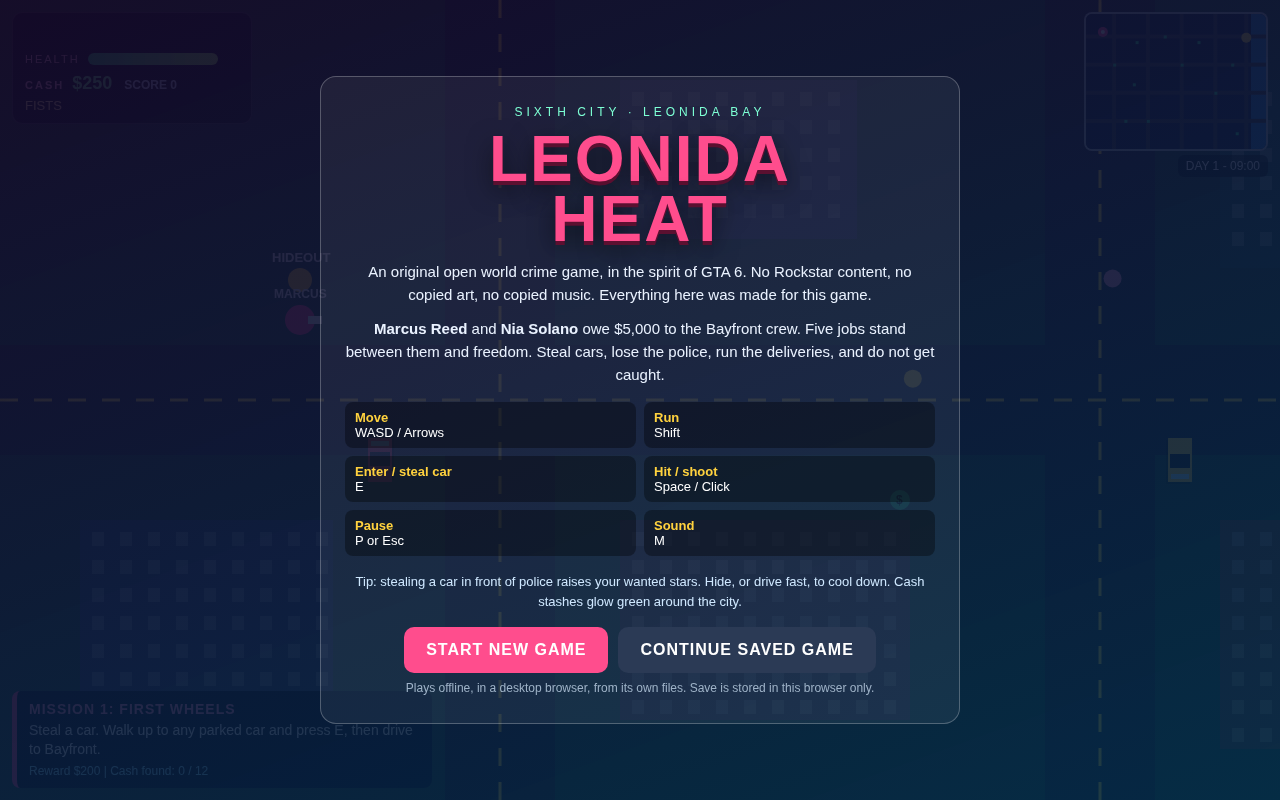 HEALTH
CASH $250 SCORE 0
FISTS
DAY 1 - 09:00
HIDEOUT
MARCUS
SIXTH CITY · LEONIDA BAY
LEONIDA
HEAT
An original open world crime game, in the spirit of GTA 6. No Rockstar content, no
copied art, no copied music. Everything here was made for this game.
Marcus Reed and Nia Solano owe $5,000 to the Bayfront crew. Five jobs stand
between them and freedom. Steal cars, lose the police, run the deliveries, and do not get
caught.
Move
WASD / Arrows
Run
Shift
Enter / steal car
E
Hit / shoot
Space / Click
Pause
P or Esc
Sound
M
Tip: stealing a car in front of police raises your wanted stars. Hide, or drive fast, to cool down. Cash
stashes glow green around the city.
START NEW GAME
CONTINUE SAVED GAME
Plays offline, in a desktop browser, from its own files. Save is stored in this browser only.
MISSION 1: FIRST WHEELS
Steal a car. Walk up to any parked car and press E, then drive
to Bayfront.
Reward $200 | Cash found: 0 / 12